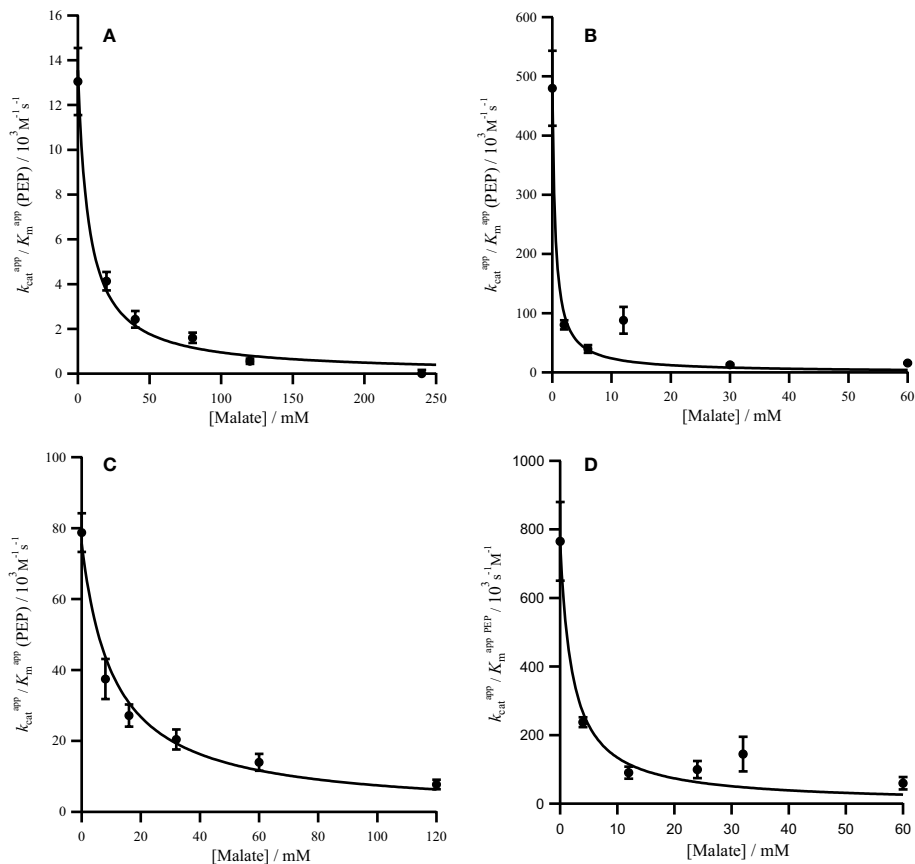 A
16
14
12
10
8
6
4
2
0
0 50 100 150 200 250
[Malate] / mM
k_cat^app / K_m^app (PEP) / 10^3 M^-1 s^-1
B
600
500
400
300
200
100
0
0 10 20 30 40 50 60
[Malate] / mM
k_cat^app / K_m^app (PEP) / 10^3 M^-1 s^-1
C
100
80
60
40
20
0
0 20 40 60 80 100 120
[Malate] / mM
k_cat^app / K_m^app (PEP) / 10^3 M^-1 s^-1
D
1000
800
600
400
200
0
0 10 20 30 40 50 60
[Malate] / mM
k_cat^app / K_m^app PEP / 10^3 s^-1 M^-1